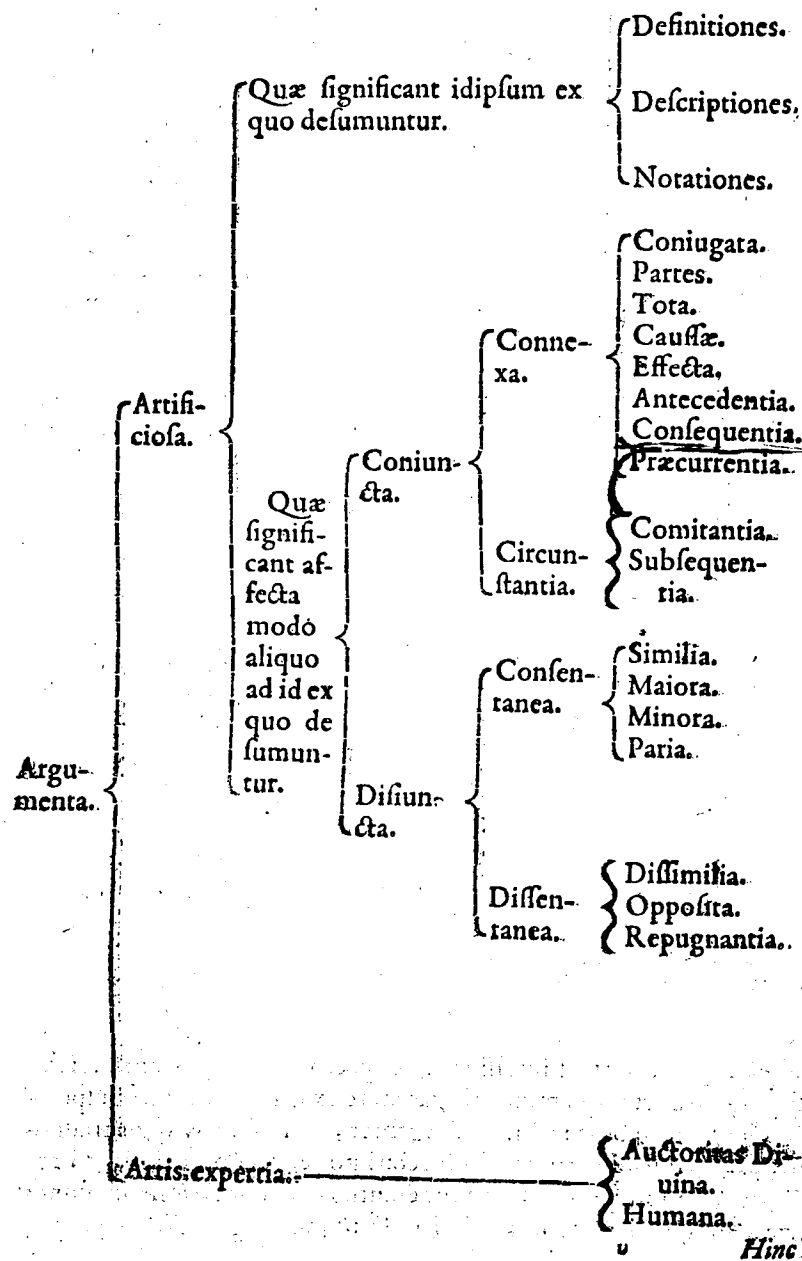 Definitiones.
Quæ ſignificant idipſum ex
quo deſumuntur.
Deſcriptiones.
Notationes.
Coniugata.
Partes.
Tota.
Cauſſæ.
Effecta.
Antecedentia.
Conſequentia.
Præcurrentia.
Conne-
xa.
Artifi-
cioſa.
Coniun-
cta.
Quæ
ſignifi-
cant af-
fecta
modò
aliquo
ad id ex
quo de
ſumun-
tur.
Circun-
ſtantia.
Comitantia.
Subſequen-
tia.
Conſen-
tanea.
Similia.
Maiora.
Minora.
Paria.
Argu-
menta.
Diſiun-
cta.
Diſſen-
tanea.
Diſſimilia.
Oppoſita.
Repugnantia.
Artis expertia.
Auctoritas Di-
uina.
Humana.
u
Hinc